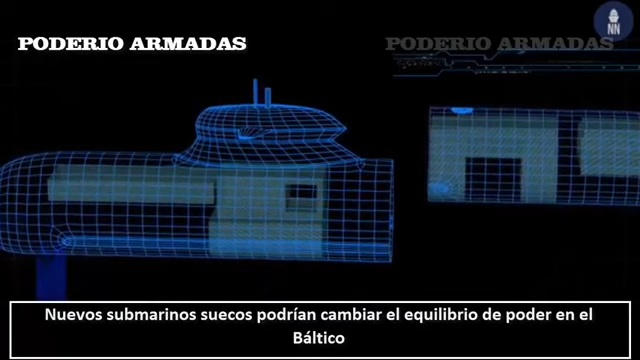 NN
PODERIO ARMADAS
PODERIO ARMADAS
Nuevos submarinos suecos podrían cambiar el equilibrio de poder en el
Báltico